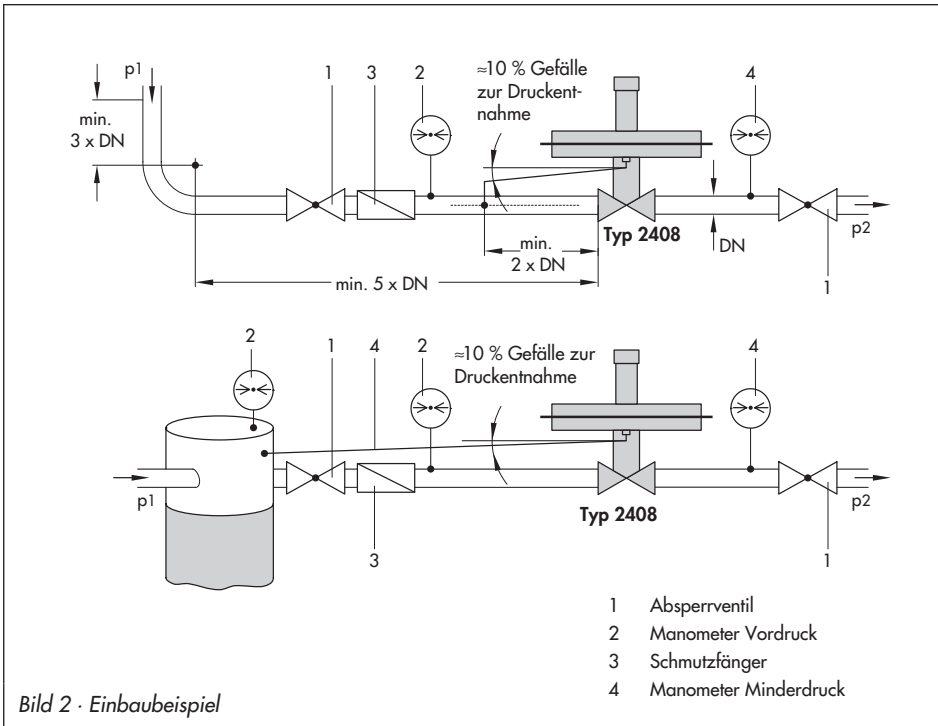 p1
1
3
2
≈10 % Gefälle
zur Druckent-
nahme
4
min.
3 x DN
Typ 2408
DN
p2
min.
2 x DN
min. 5 x DN
1
2
1
4
2
≈10 % Gefälle zur
Druckentnahme
4
p1
Typ 2408
p2
3
1
1 Absperrventil
2 Manometer Vordruck
3 Schmutzfänger
4 Manometer Minderdruck
Bild 2 · Einbaubeispiel